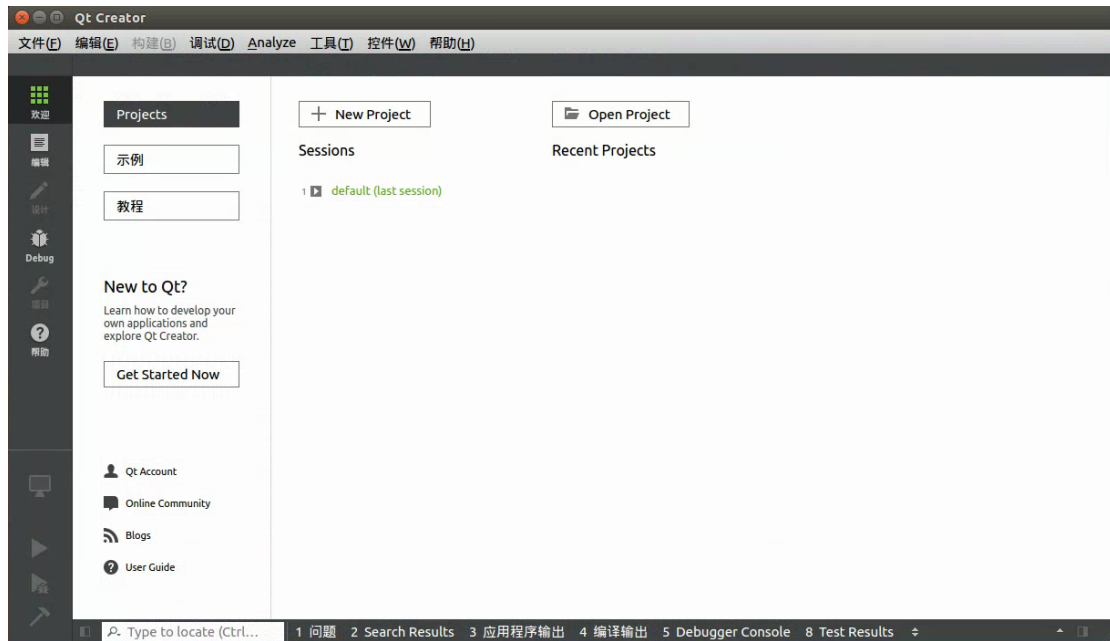 Qt Creator
文件(F) 编辑(E) 构建(B) 调试(D) Analyze 工具(T) 控件(W) 帮助(H)
欢迎
编辑
设计
Debug
项目
帮助
Projects
示例
教程
New to Qt?
Learn how to develop your
own applications and
explore Qt Creator.
Get Started Now
Qt Account
Online Community
Blogs
User Guide
New Project
Open Project
Sessions
Recent Projects
1 default (last session)
Type to locate (Ctrl...
1 问题 2 Search Results 3 应用程序输出 4 编译输出 5 Debugger Console 8 Test Results